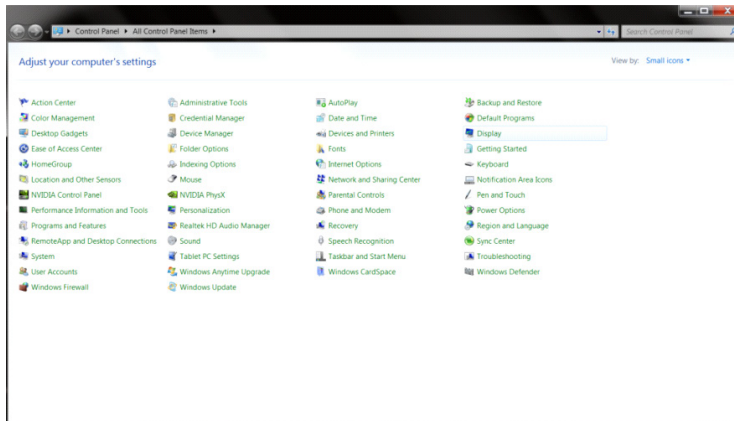 Control Panel ▸ All Control Panel Items ▸ Search Control Panel
Adjust your computer's settings View by: Small icons
Action Center Administrative Tools AutoPlay Backup and Restore
Color Management Credential Manager Date and Time Default Programs
Desktop Gadgets Device Manager Devices and Printers Display
Ease of Access Center Folder Options Fonts Getting Started
HomeGroup Indexing Options Internet Options Keyboard
Location and Other Sensors Mouse Network and Sharing Center Notification Area Icons
NVIDIA Control Panel NVIDIA PhysX Parental Controls Pen and Touch
Performance Information and Tools Personalization Phone and Modem Power Options
Programs and Features Realtek HD Audio Manager Recovery Region and Language
RemoteApp and Desktop Connections Sound Speech Recognition Sync Center
System Tablet PC Settings Taskbar and Start Menu Troubleshooting
User Accounts Windows Anytime Upgrade Windows CardSpace Windows Defender
Windows Firewall Windows Update